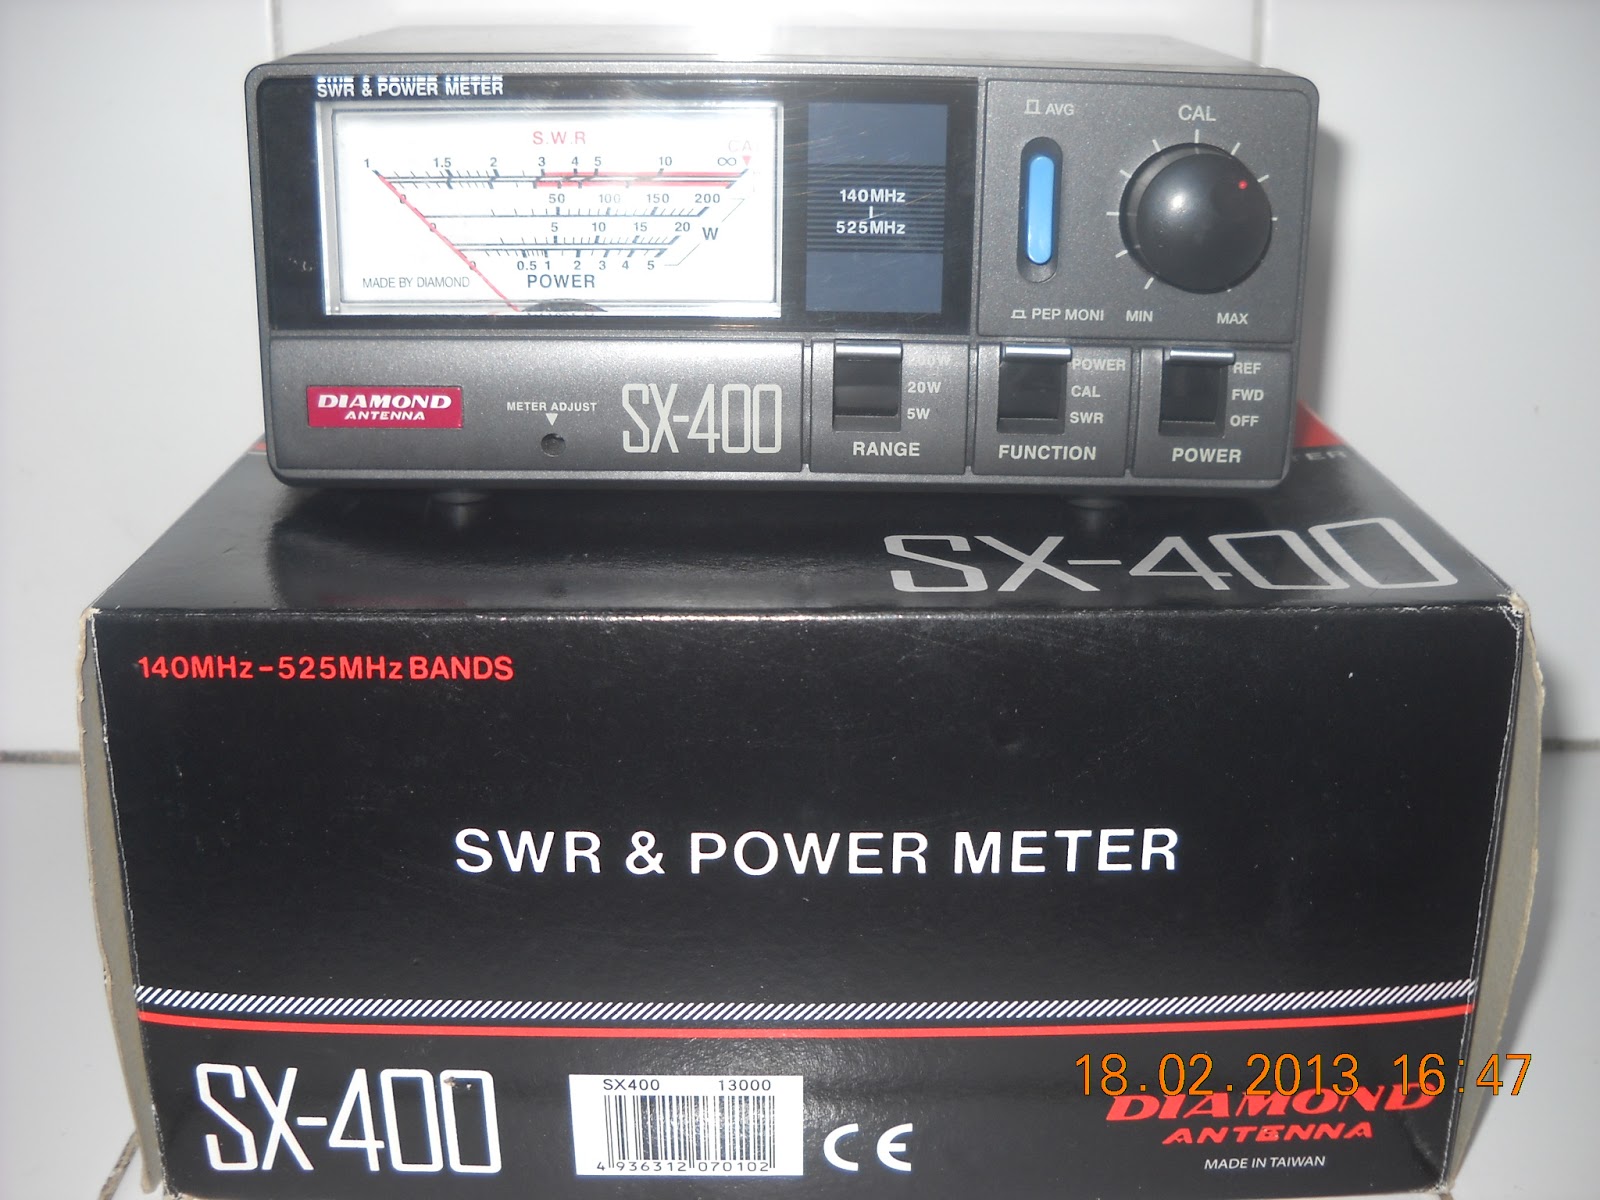 SWR & POWER METER
S.W.R
CA
1 1.5 2 3 4 5 10 ∞
0 50 100 150 200
0 5 10 15 20 W
0 0.5 1 2 3 4 5
MADE BY DIAMOND POWER
140MHz
525MHz
AVG
CAL
PEP MONI MIN MAX
DIAMOND
ANTENNA
METER ADJUST
SX-400
20W
5W
RANGE
POWER
CAL
SWR
FUNCTION
REF
FWD
OFF
POWER
SX-400
140MHz-525MHz BANDS
SWR & POWER METER
SX-400
SX400 13000
4 936312 070102
CE
18.02.2013 16:47
DIAMOND
ANTENNA
MADE IN TAIWAN